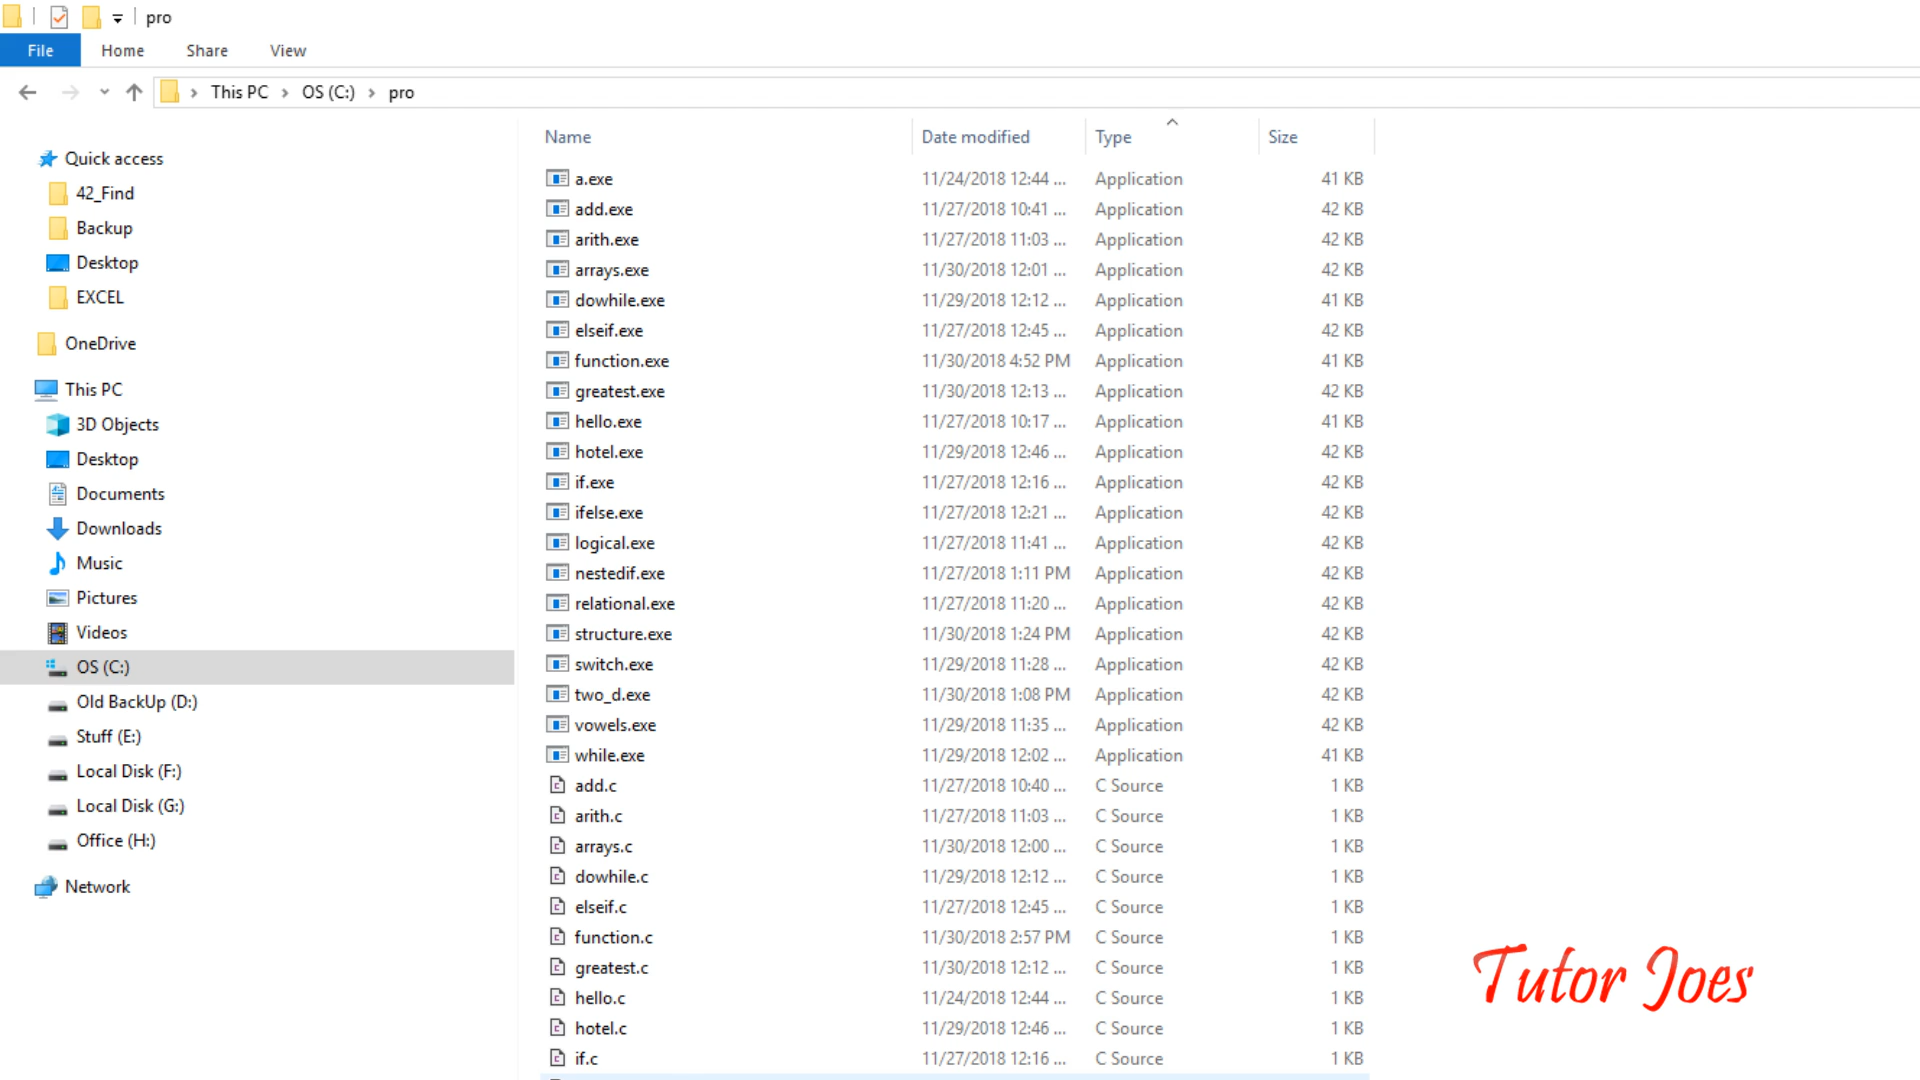 pro
File Home Share View
This PC OS (C:) pro
Name Date modified Type Size
Quick access
42_Find
Backup
Desktop
EXCEL
OneDrive
This PC
3D Objects
Desktop
Documents
Downloads
Music
Pictures
Videos
OS (C:)
Old BackUp (D:)
Stuff (E:)
Local Disk (F:)
Local Disk (G:)
Office (H:)
Network
a.exe 11/24/2018 12:44 ... Application 41 KB
add.exe 11/27/2018 10:41 ... Application 42 KB
arith.exe 11/27/2018 11:03 ... Application 42 KB
arrays.exe 11/30/2018 12:01 ... Application 42 KB
dowhile.exe 11/29/2018 12:12 ... Application 41 KB
elseif.exe 11/27/2018 12:45 ... Application 42 KB
function.exe 11/30/2018 4:52 PM Application 41 KB
greatest.exe 11/30/2018 12:13 ... Application 42 KB
hello.exe 11/27/2018 10:17 ... Application 41 KB
hotel.exe 11/29/2018 12:46 ... Application 42 KB
if.exe 11/27/2018 12:16 ... Application 42 KB
ifelse.exe 11/27/2018 12:21 ... Application 42 KB
logical.exe 11/27/2018 11:41 ... Application 42 KB
nestedif.exe 11/27/2018 1:11 PM Application 42 KB
relational.exe 11/27/2018 11:20 ... Application 42 KB
structure.exe 11/30/2018 1:24 PM Application 42 KB
switch.exe 11/29/2018 11:28 ... Application 42 KB
two_d.exe 11/30/2018 1:08 PM Application 42 KB
vowels.exe 11/29/2018 11:35 ... Application 42 KB
while.exe 11/29/2018 12:02 ... Application 41 KB
add.c 11/27/2018 10:40 ... C Source 1 KB
arith.c 11/27/2018 11:03 ... C Source 1 KB
arrays.c 11/30/2018 12:00 ... C Source 1 KB
dowhile.c 11/29/2018 12:12 ... C Source 1 KB
elseif.c 11/27/2018 12:45 ... C Source 1 KB
function.c 11/30/2018 2:57 PM C Source 1 KB
greatest.c 11/30/2018 12:12 ... C Source 1 KB
hello.c 11/24/2018 12:44 ... C Source 1 KB
hotel.c 11/29/2018 12:46 ... C Source 1 KB
if.c 11/27/2018 12:16 ... C Source 1 KB
Tutor Joes